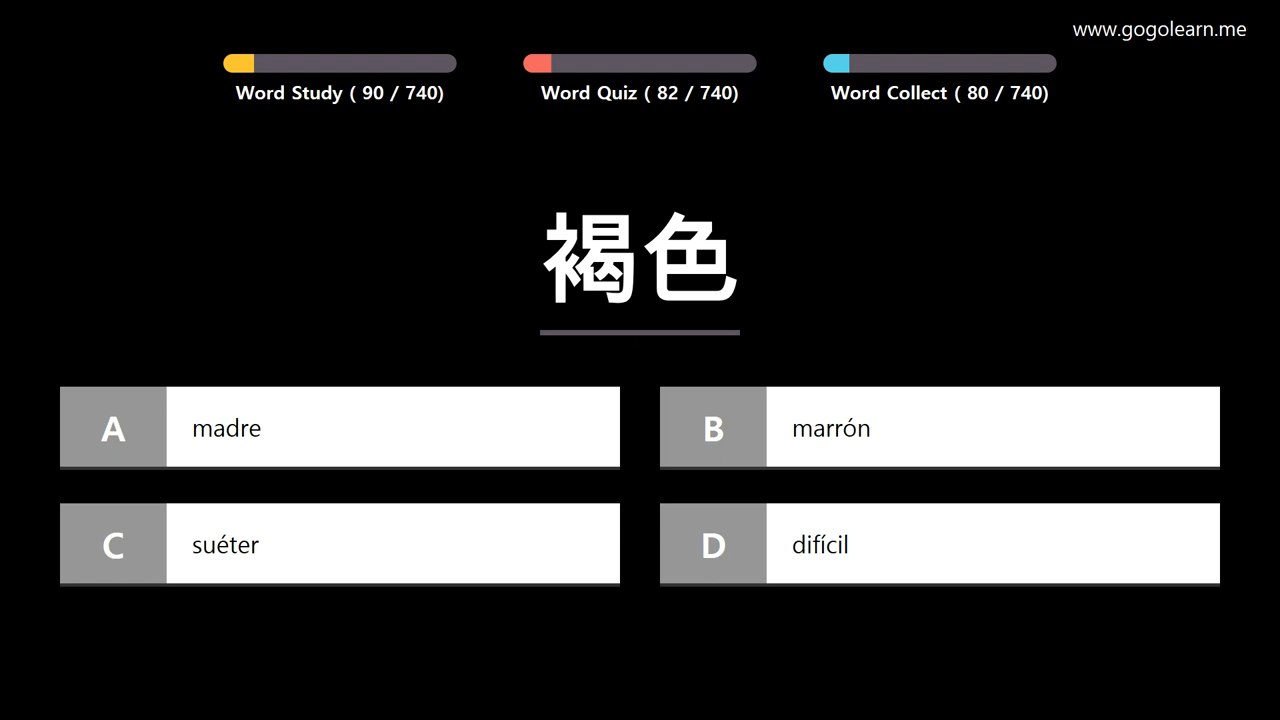 www.gogolearn.me
Word Study ( 90 / 740)
Word Quiz ( 82 / 740)
Word Collect ( 80 / 740)
褐色
A madre
B marrón
C suéter
D difícil